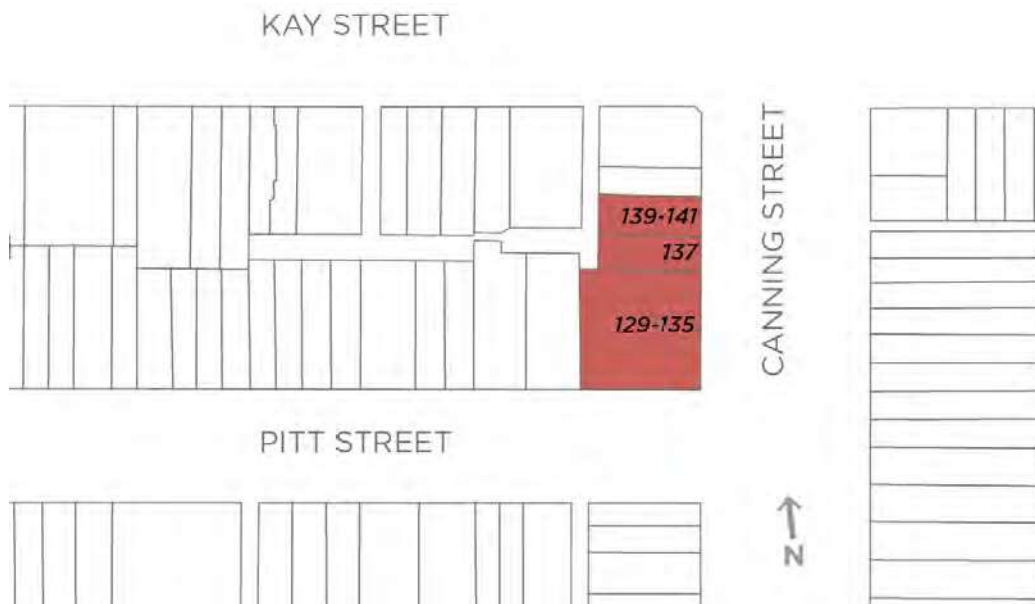 KAY STREET
CANNING STREET
139-141
137
129-135
PITT STREET
N